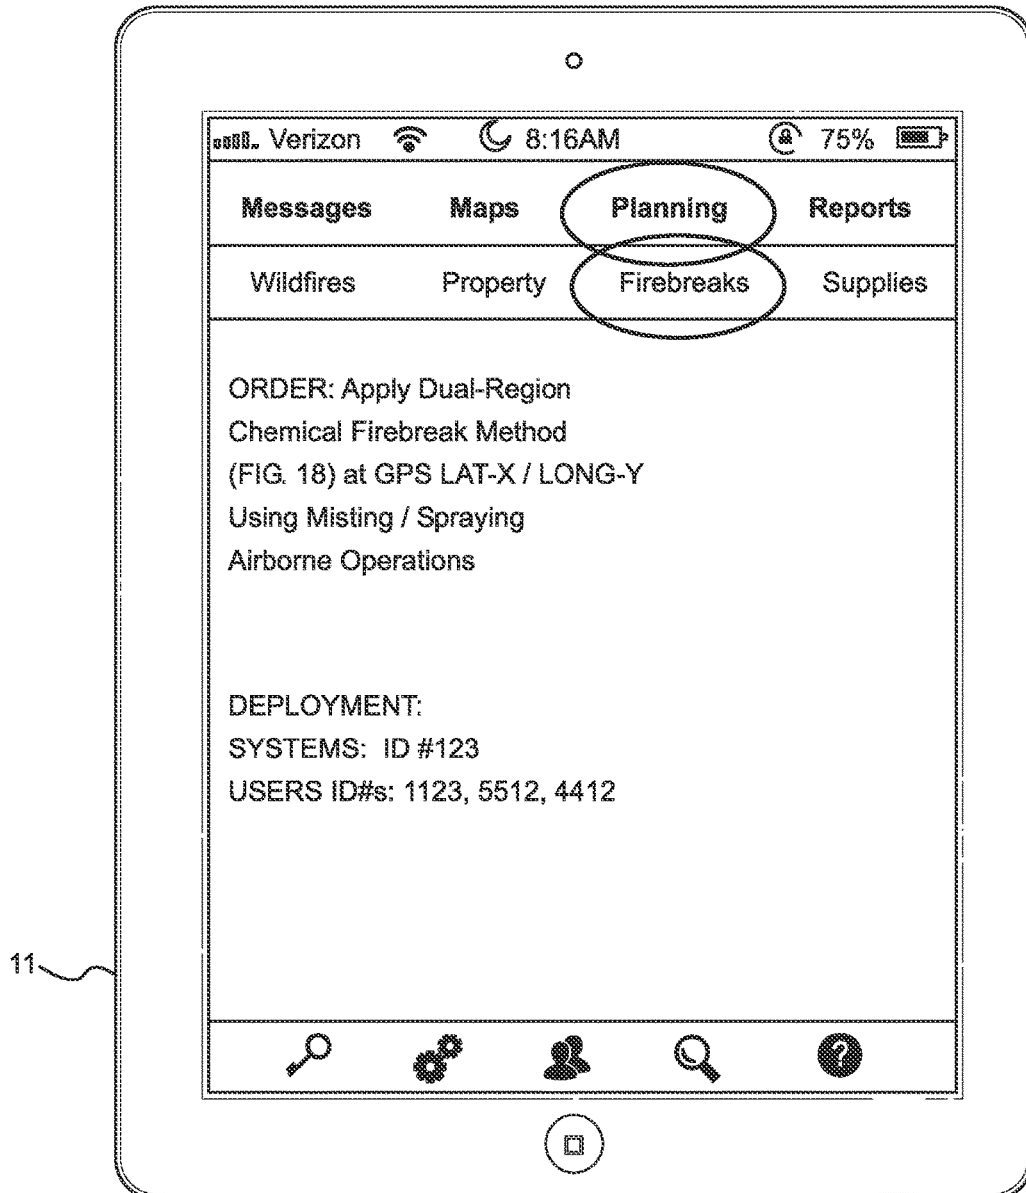 Verizon 8:16AM 75%
Messages Maps Planning Reports
Wildfires Property Firebreaks Supplies
ORDER: Apply Dual-Region
Chemical Firebreak Method
(FIG. 18) at GPS LAT-X / LONG-Y
Using Misting / Spraying
Airborne Operations
DEPLOYMENT:
SYSTEMS: ID #123
USERS ID#s: 1123, 5512, 4412
11
?